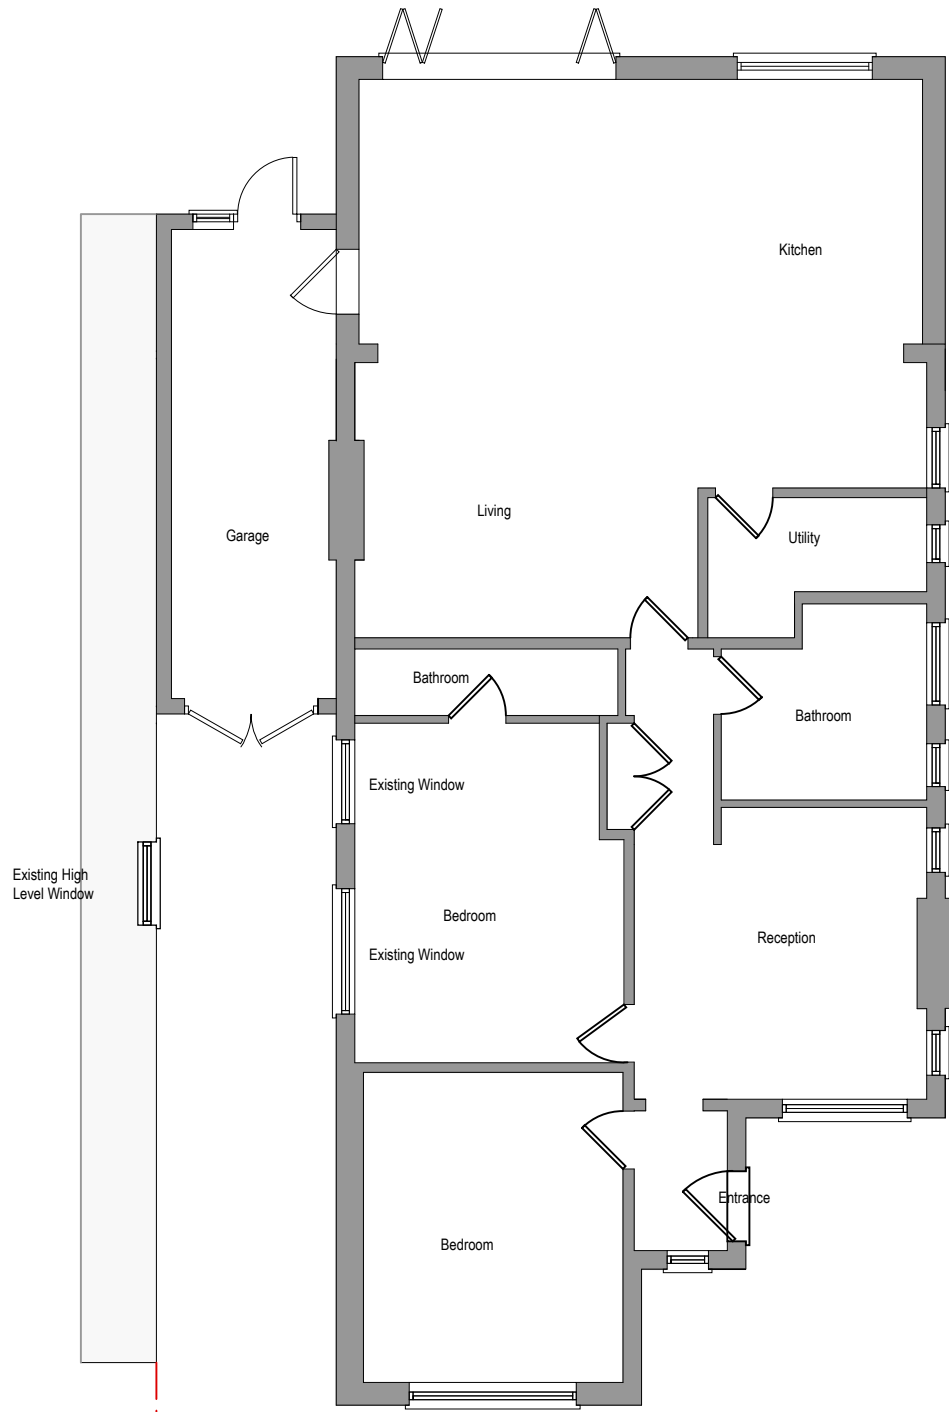 Kitchen
Living
Garage
Utility
Bathroom
Bathroom
Existing Window
Existing High
Level Window
Bedroom
Reception
Existing Window
Entrance
Bedroom